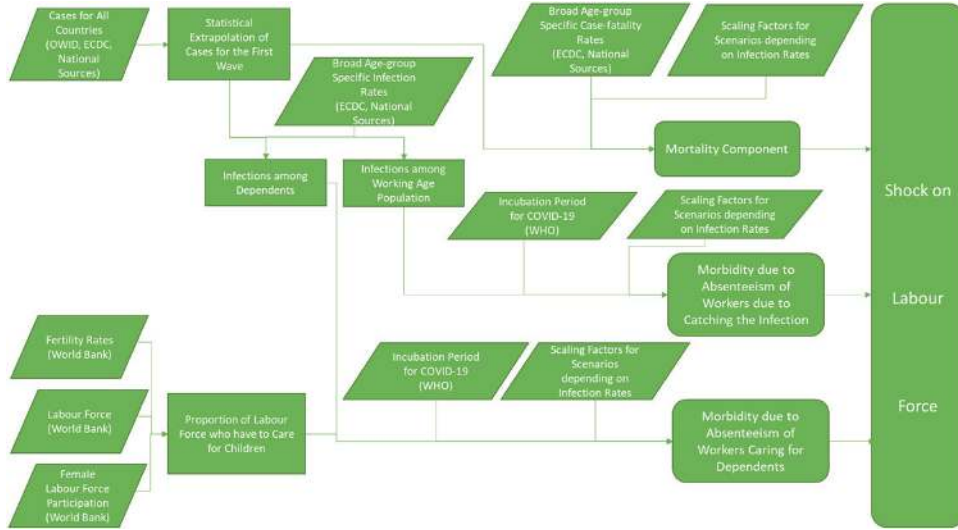 Cases for All
Countries
(OWID, ECDC,
National
Sources)
Statistical
Extrapolation of
Cases for the First
Wave
Broad Age-group
Specific Infection
Rates
(ECDC, National
Sources)
Broad Age-group
Specific Case-fatality
Rates
(ECDC, National
Sources)
Scaling Factors for
Scenarios depending
on Infection Rates
Mortality Component
Infections among
Dependents
Infections among
Working Age
Population
Incubation Period
for COVID-19
(WHO)
Scaling Factors for
Scenarios depending
on Infection Rates
Morbidity due to
Absenteeism of
Workers due to
Catching the Infection
Fertility Rates
(World Bank)
Labour Force
(World Bank)
Female
Labour Force
Participation
(World Bank)
Proportion of Labour
Force who have to Care
for Children
Incubation Period
for COVID-19
(WHO)
Scaling Factors for
Scenarios
depending on
Infection Rates
Morbidity due to
Absenteeism of
Workers Caring for
Dependents
Shock on
Labour
Force